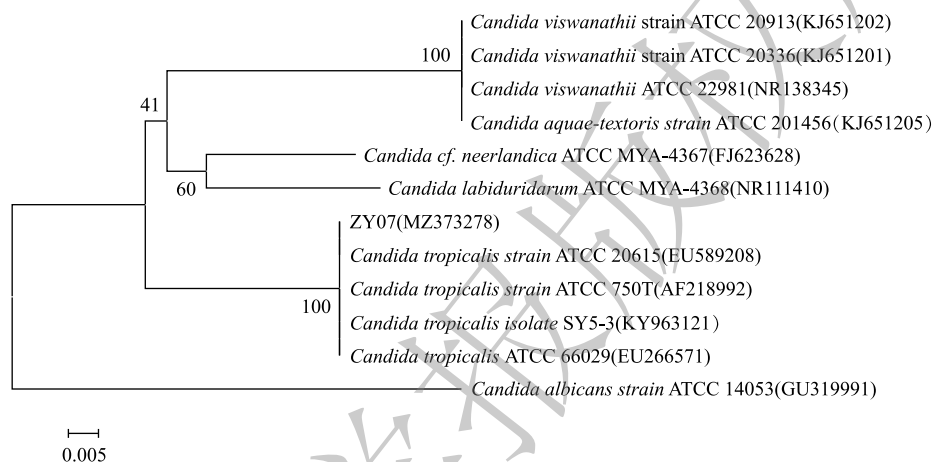 Candida viswanathii strain ATCC 20913(KJ651202)
100
Candida viswanathii strain ATCC 20336(KJ651201)
Candida viswanathii ATCC 22981(NR138345)
41
Candida aquae-textoris strain ATCC 201456(KJ651205)
Candida cf. neerlandica ATCC MYA-4367(FJ623628)
60
Candida labiduridarum ATCC MYA-4368(NR111410)
ZY07(MZ373278)
Candida tropicalis strain ATCC 20615(EU589208)
Candida tropicalis strain ATCC 750T(AF218992)
100
Candida tropicalis isolate SY5-3(KY963121)
Candida tropicalis ATCC 66029(EU266571)
Candida albicans strain ATCC 14053(GU319991)
0.005
报版权